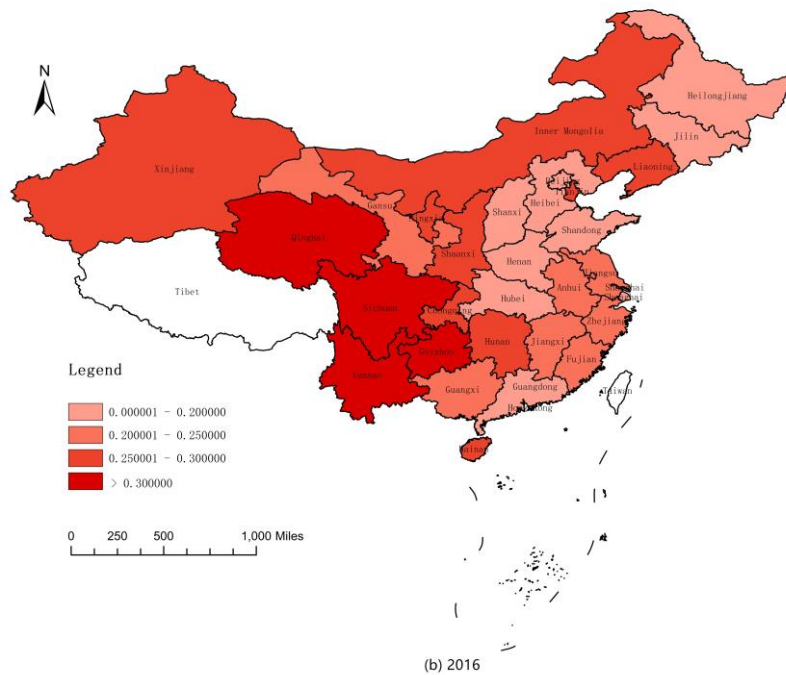 N
Heilongjiang
Inner Mongolia
Jilin
Xinjiang
Liaoning
Gansu
Hebei
Shanxi
Shandong
Qinghai
Shaanxi
Henan
Tibet
Jiangsu
Anhui
Shanghai
Sichuan
Hubei
Chongqing
Zhejiang
Hunan
Jiangxi
Guizhou
Fujian
Yunnan
Guangxi
Guangdong
Taiwan
Hainan
Legend
0.000001 - 0.200000
0.200001 - 0.250000
0.250001 - 0.300000
> 0.300000
0 250 500 1,000 Miles
(b) 2016